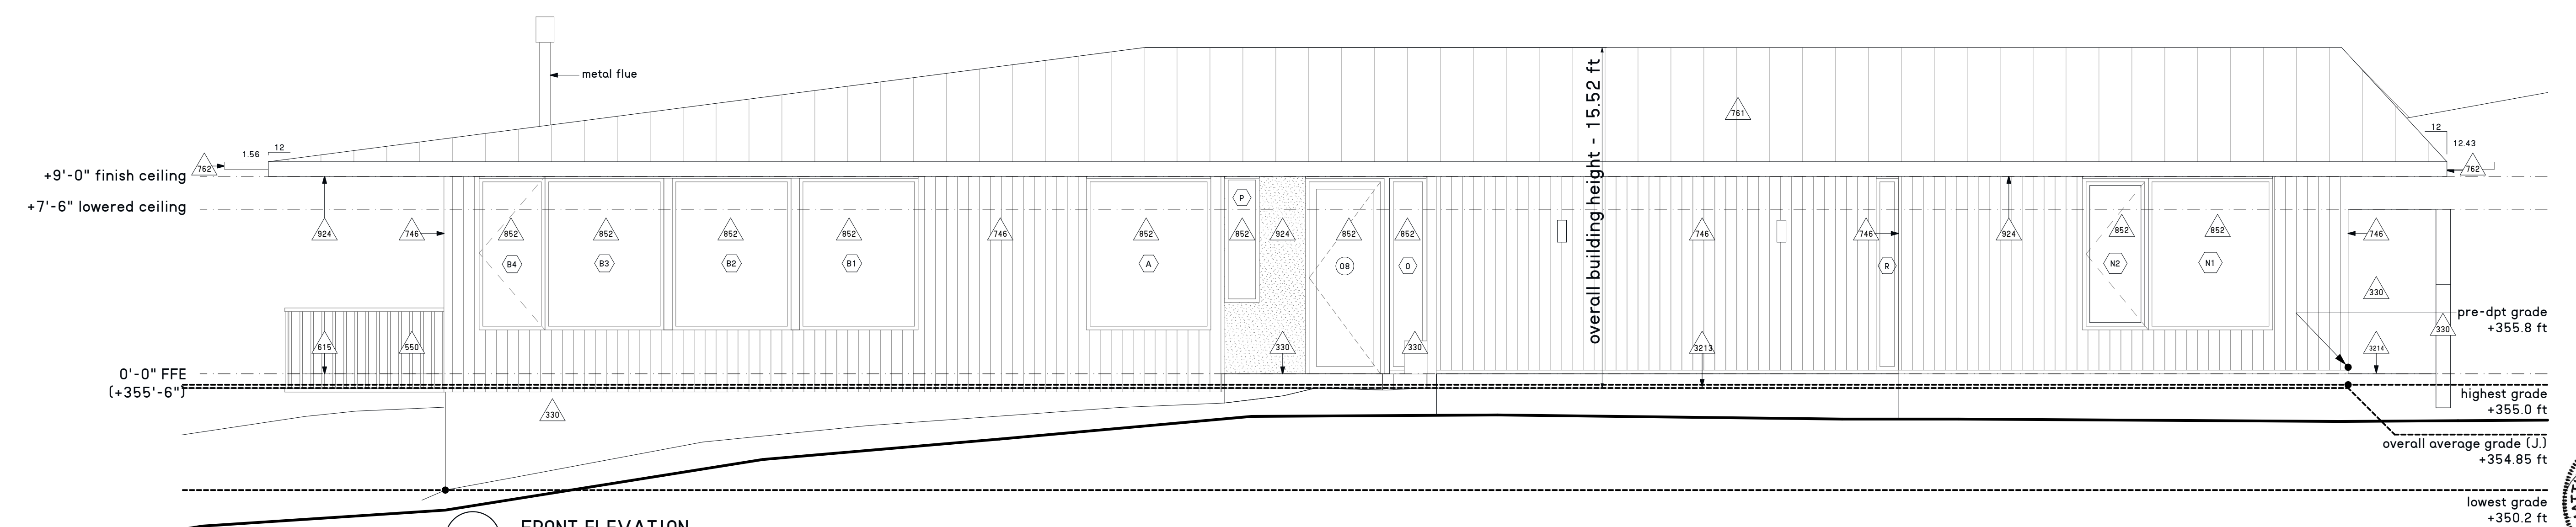 metal flue
761
12
1.56
762
+9'-0" finish ceiling
+7'-6" lowered ceiling
12
12.43
762
overall building height - 15.52 ft
P
924
746
852
852
852
852
746
852
852
924
852
852
746
746
924
852
852
746
B4
B3
B2
B1
A
08
O
R
N2
N1
330
615
550
330
330
3213
330
3214
pre-dpt grade
+355.8 ft
0'-0" FFE
(+355'-6")
330
highest grade
+355.0 ft
overall average grade (J.)
+354.85 ft
lowest grade
+350.2 ft
FRONT ELEVATION